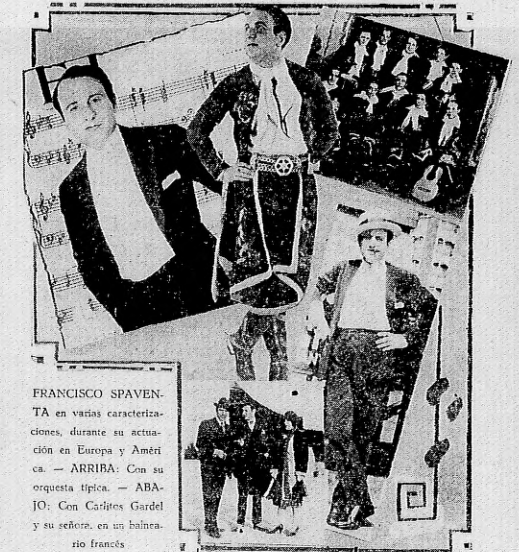 FRANCISCO SPAVEN-
TA en varias caracteriza-
ciones, durante su actua-
ción en Europa y Améri-
ca. — ARRIBA: Con su
orquesta típica. — ABA-
JO: Con Carlitos Gardel
y su señora, en un balnea-
rio francés